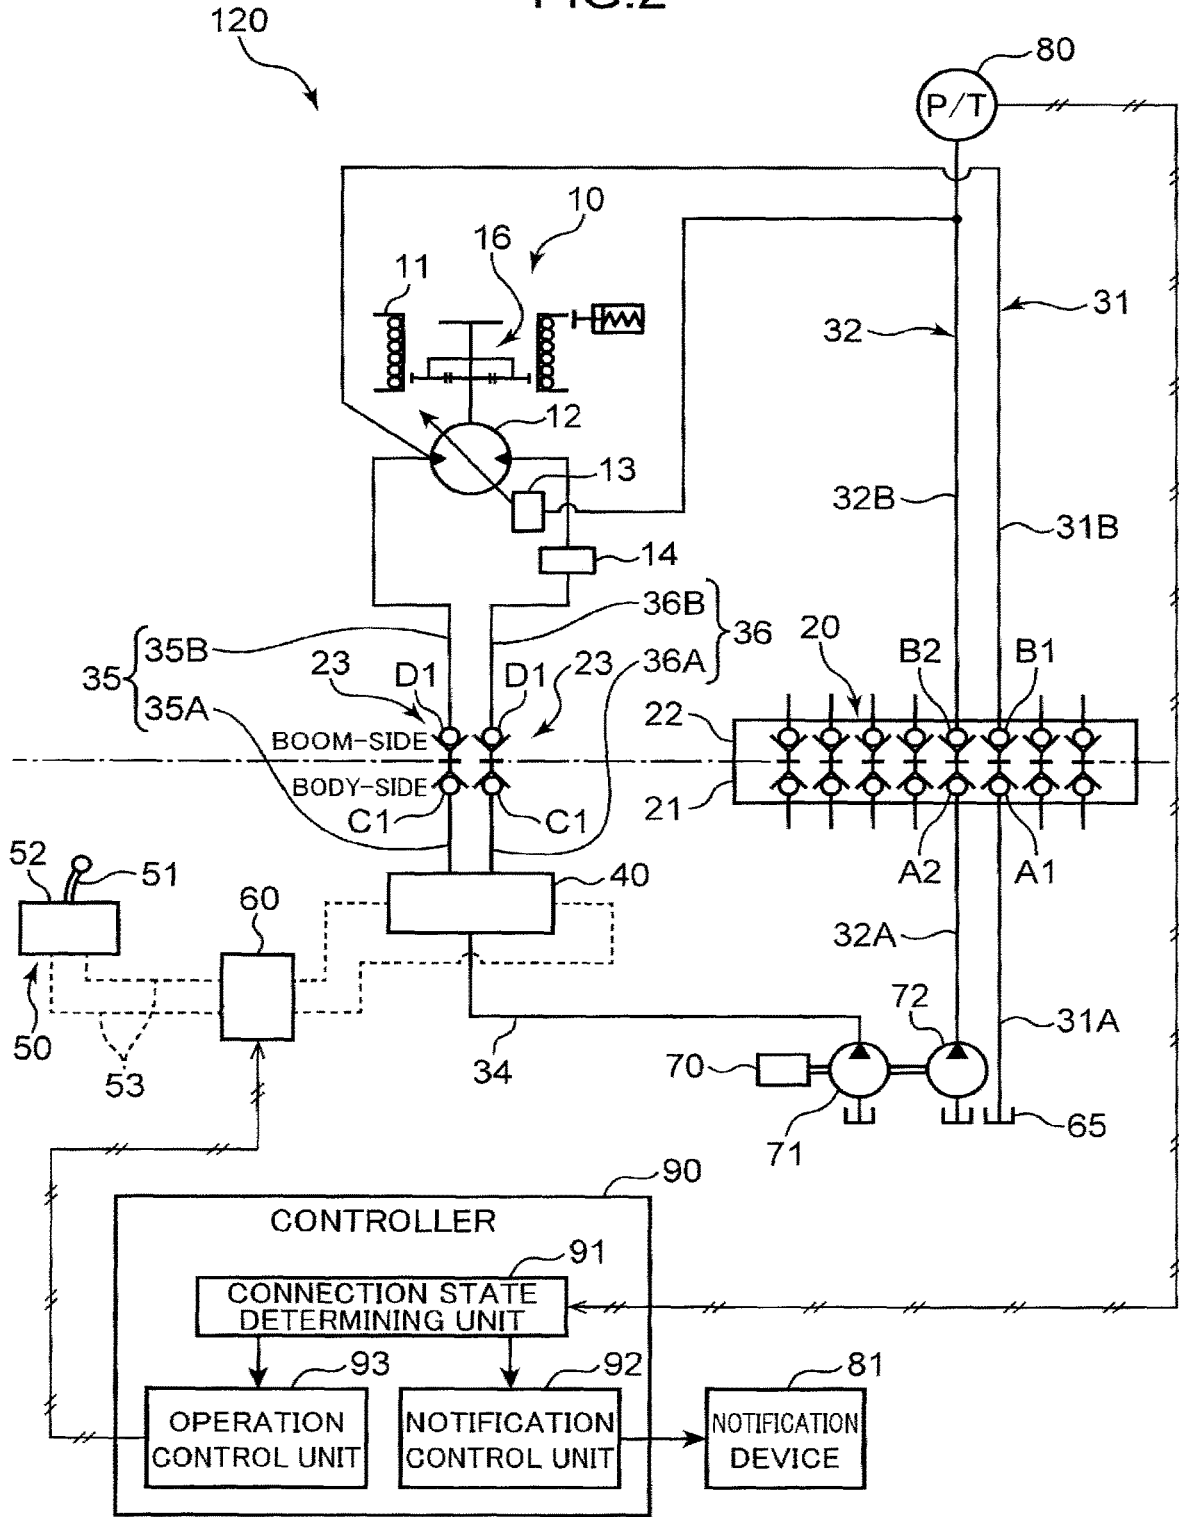 FIG.2
120
80
P/T
10
16
11
31
32
12
13
32B
31B
14
36B
36
35B
35
36A
20
B2
B1
23
D1
D1
23
35A
22
BOOM-SIDE
BODY-SIDE
21
C1
C1
A2
A1
52
51
60
40
32A
72
31A
50
53
34
70
71
65
90
CONTROLLER
91
CONNECTION STATE
DETERMINING UNIT
93
92
81
OPERATION
CONTROL UNIT
NOTIFICATION
CONTROL UNIT
NOTIFICATION
DEVICE